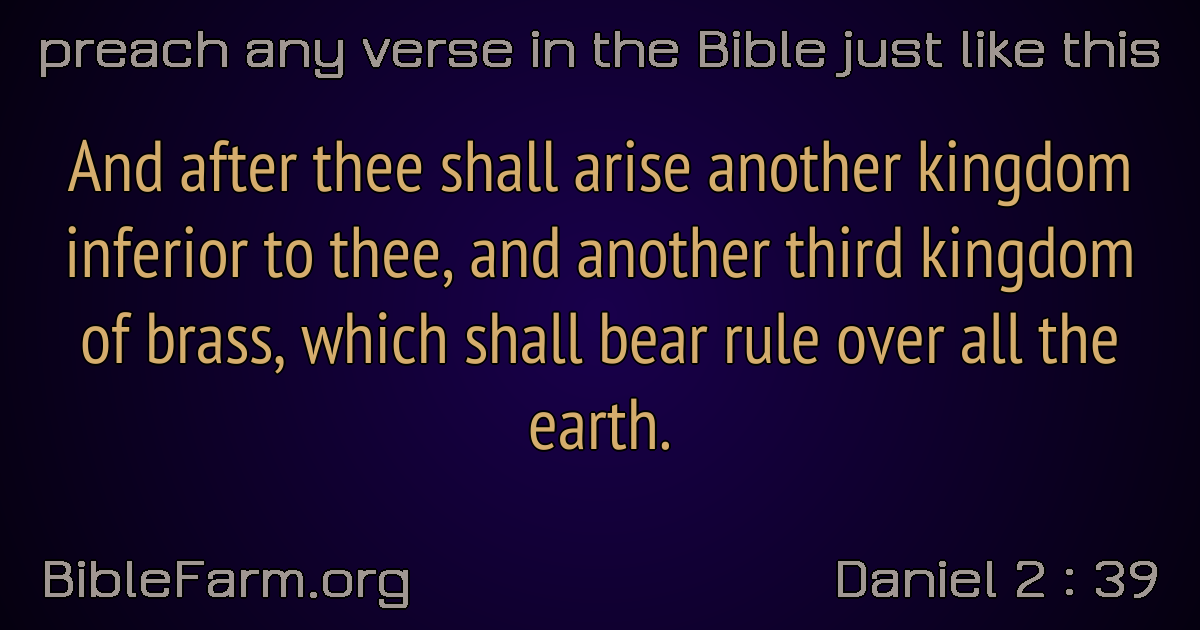 preach any verse in the Bible just like this
And after thee shall arise another kingdom
inferior to thee, and another third kingdom
of brass, which shall bear rule over all the
earth.
BibleFarm.org
Daniel 2 : 39